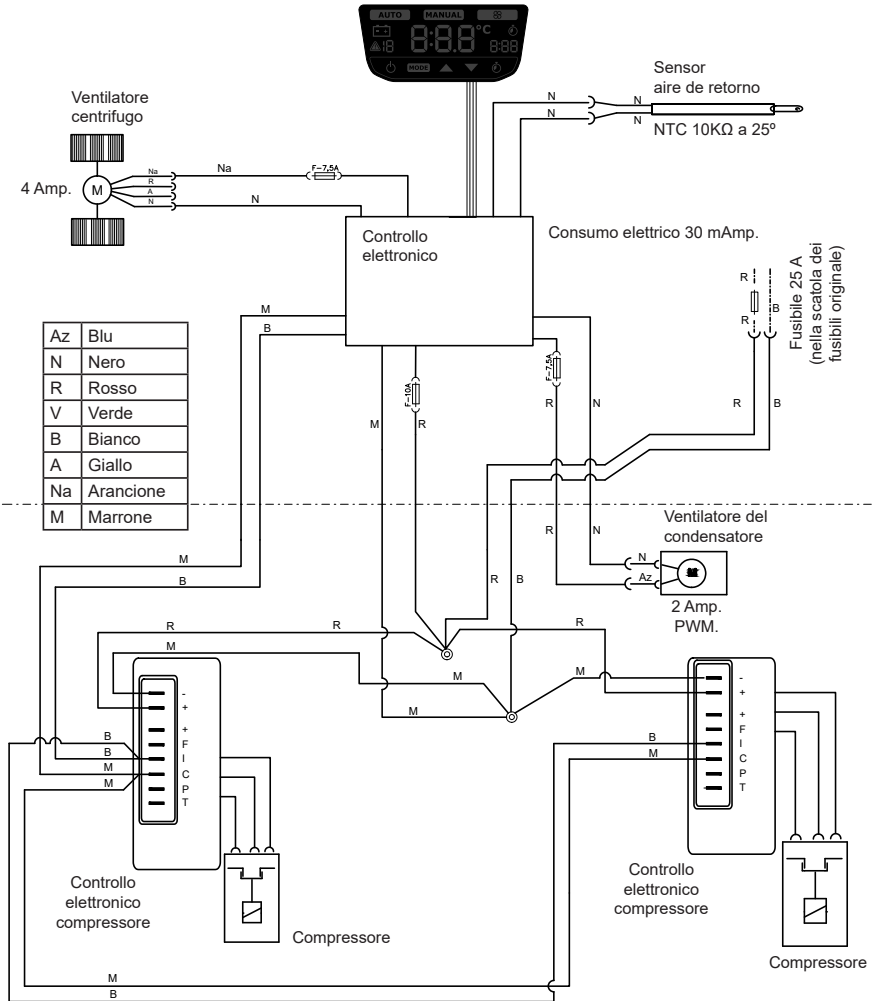 AUTO MANUAL
8:8.8 °C 8:88
18
MODE
Sensor
aire de retorno
N
N
N
N
NTC 10KΩ a 25º
Ventilatore
centrifugo
4 Amp.
M
Na
R
A
N
Na
N
F-7,5A
Controllo
elettronico
Consumo elettrico 30 mAmp.
R
R
B
Fusibile 25 A
(nella scatola dei
fusibili originale)
M
B
Az Blu
N Nero
R Rosso
V Verde
B Bianco
A Giallo
Na Arancione
M Marrone
F-10A
F-7,5A
M
R
R
N
R
B
R
N
Ventilatore del
condensatore
N
Az
2 Amp.
PWM.
M
B
R
B
R
R
R
M
M
M
M
-
+
+
F
I
C
P
T
B
B
M
M
-
+
+
F
I
C
P
T
B
M
Controllo
elettronico
compressore
Compressore
Controllo
elettronico
compressore
Compressore
M
B